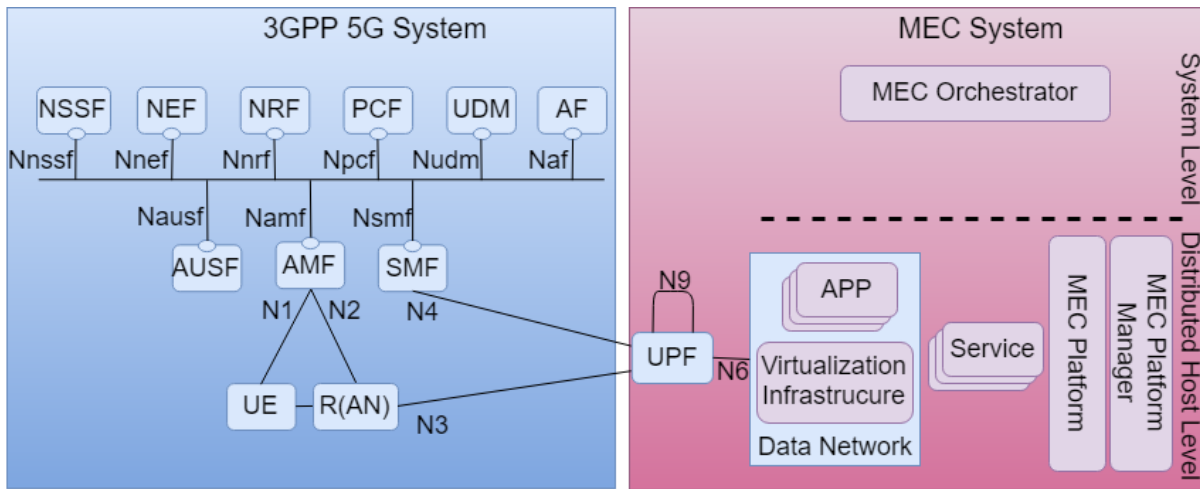 3GPP 5G System
NSSF
NEF
NRF
PCF
UDM
AF
Nnssf
Nnef
Nnrf
Npcf
Nudm
Naf
Nausf
Namf
Nsmf
AUSF
AMF
SMF
N1
N2
N4
UE
R(AN)
N3
MEC System
MEC Orchestrator
System Level
N9
UPF
N6
APP
Virtualization
Infrastrucure
Data Network
Service
MEC Platform
MEC Platform
Manager
Distributed Host Level